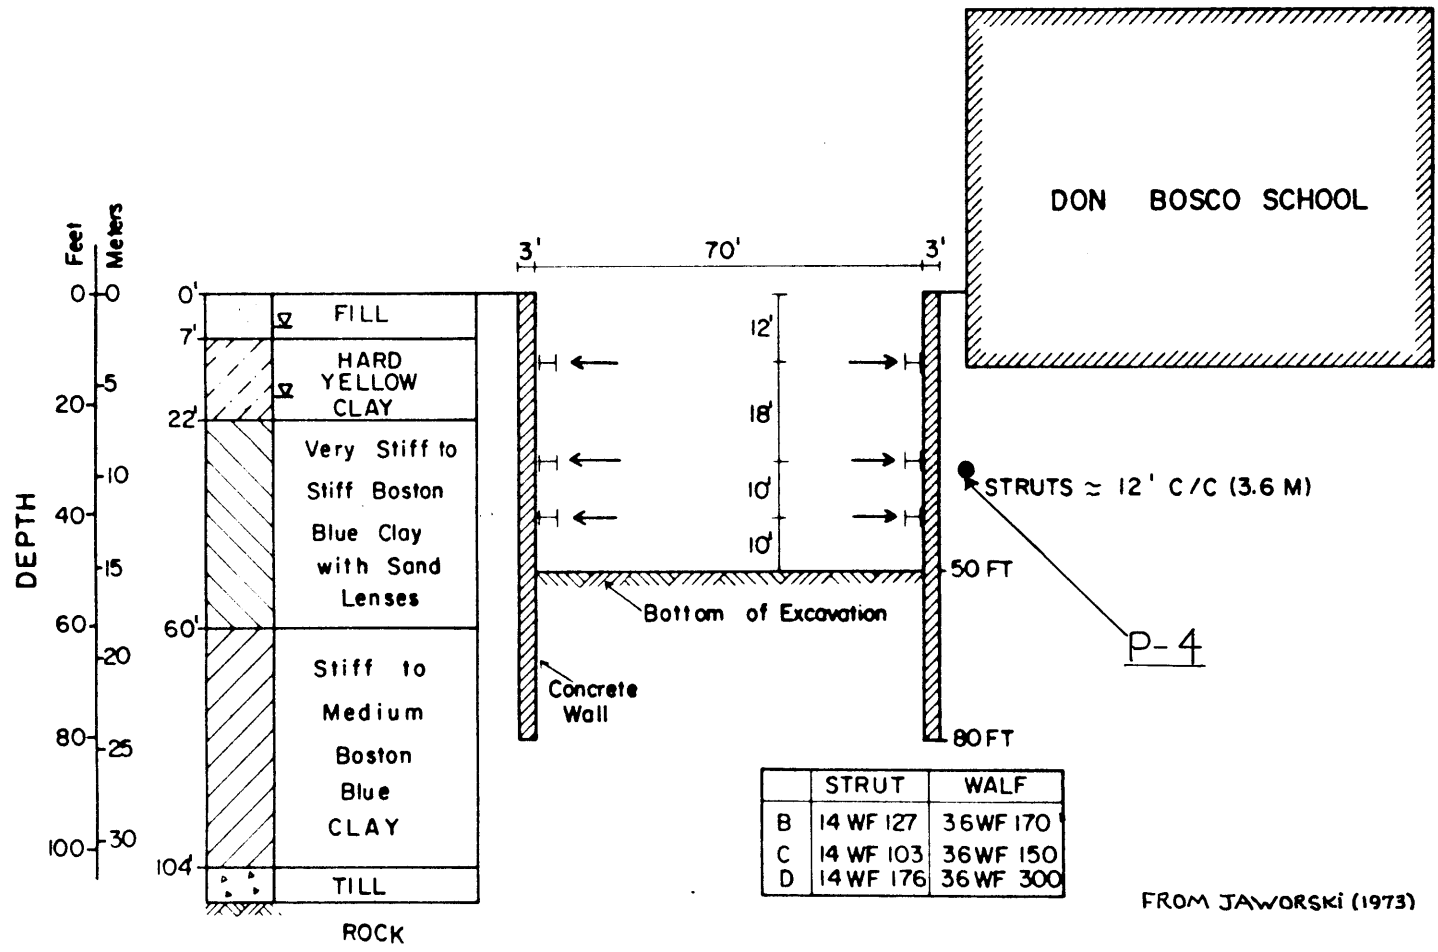 DON BOSCO SCHOOL
Feet
Meters
DEPTH
0
20
40
60
80
100
0
5
10
15
20
25
30
0'
7'
22'
60'
104'
FILL
HARD
YELLOW
CLAY
Very Stiff to
Stiff Boston
Blue Clay
with Sand
Lenses
Stiff to
Medium
Boston
Blue
CLAY
TILL
ROCK
3' 70' 3'
12'
18'
10'
10'
STRUTS ≈ 12' C/C (3.6 M)
50 FT
Bottom of Excavation
P-4
Concrete
Wall
80 FT
STRUT WALF
B 14 WF 127 36 WF 170
C 14 WF 103 36 WF 150
D 14 WF 176 36 WF 300
FROM JAWORSKI (1973)